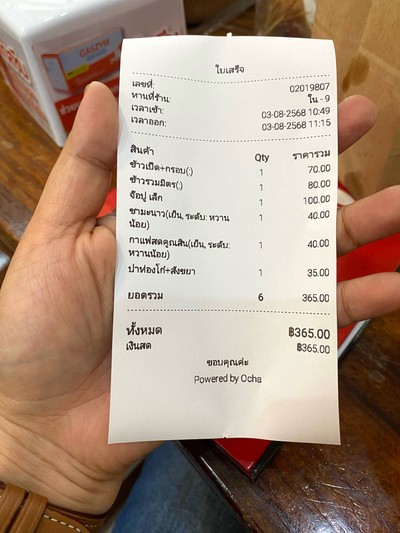 GASZYM
ช่วย
ใบเสร็จ
เลขที่: 02019807
ทานที่ร้าน: ใน - 9
เวลาเข้า: 03-08-2568 10:49
เวลาออก: 03-08-2568 11:15
สินค้า Qty ราคารวม
ข้าวเป็ด+กรอบ(:) 1 70.00
ข้าวรวมมิตร(:) 1 80.00
จ๊อปู เล็ก 1 100.00
ชามะนาว(เย็น, ระดับ: หวาน 1 40.00
น้อย)
กาแฟสดคูณสิน(เย็น, ระดับ: 1 40.00
หวานน้อย)
ปาท่องโก๋+สังขยา 1 35.00
ยอดรวม 6 365.00
ทั้งหมด ฿365.00
เงินสด ฿365.00
ขอบคุณค่ะ
Powered by Ocha